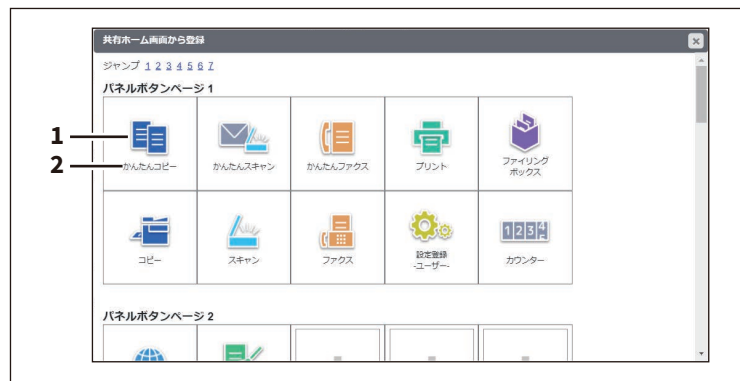 共有ホーム画面から登録
ジャンプ 1 2 3 4 5 6 7
パネルボタンページ 1
1
2
かんたんコピー かんたんスキャン かんたんファクス プリント ファイリング
ボックス
コピー スキャン ファクス 設定登録
-ユーザー- カウンター
パネルボタンページ 2